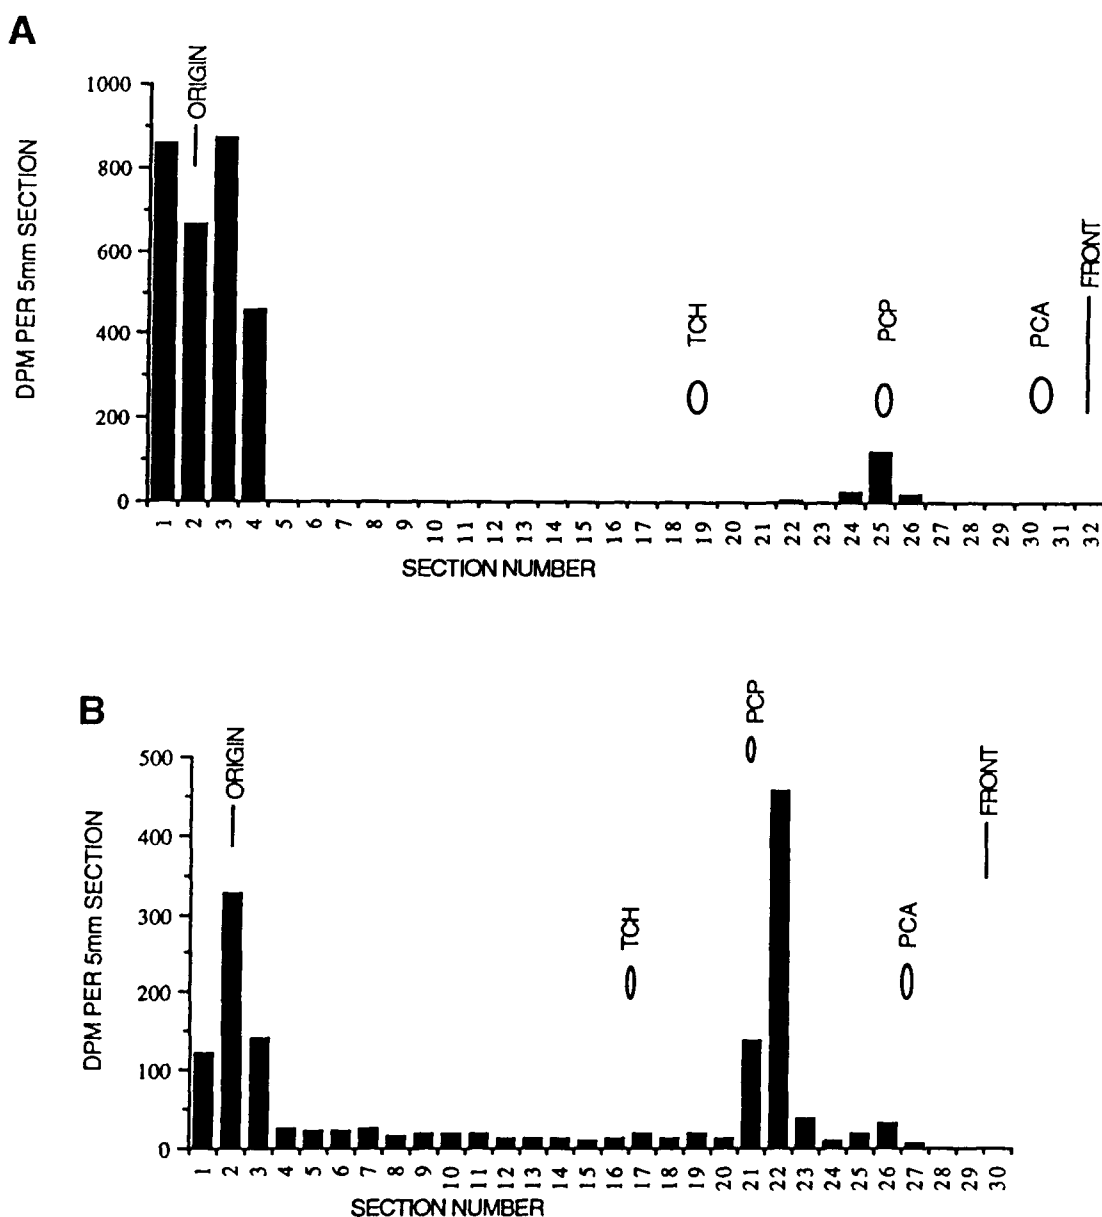 A
ORIGIN
1000
800
600
400
200
0
DPM PER 5mm SECTION
TCH
PCP
PCA
FRONT
1 2 3 4 5 6 7 8 9 10 11 12 13 14 15 16 17 18 19 20 21 22 23 24 25 26 27 28 29 30 31 32
SECTION NUMBER
B
ORIGIN
500
400
300
200
100
0
DPM PER 5mm SECTION
TCH
PCP
PCA
FRONT
1 2 3 4 5 6 7 8 9 10 11 12 13 14 15 16 17 18 19 20 21 22 23 24 25 26 27 28 29 30
SECTION NUMBER